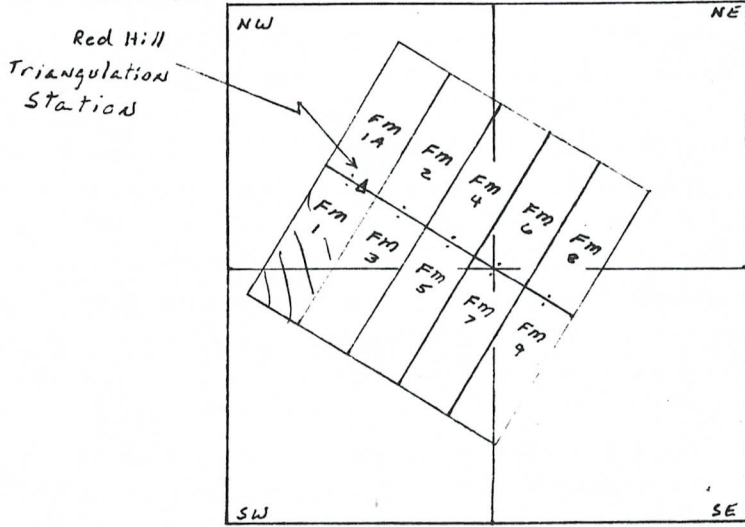 NW
NE
Red Hill
Triangulation
Station
Fm
1A
Fm
2
Fm
4
Fm
6
Fm
8
Fm
1
Fm
3
Fm
5
Fm
7
Fm
9
SW
SE